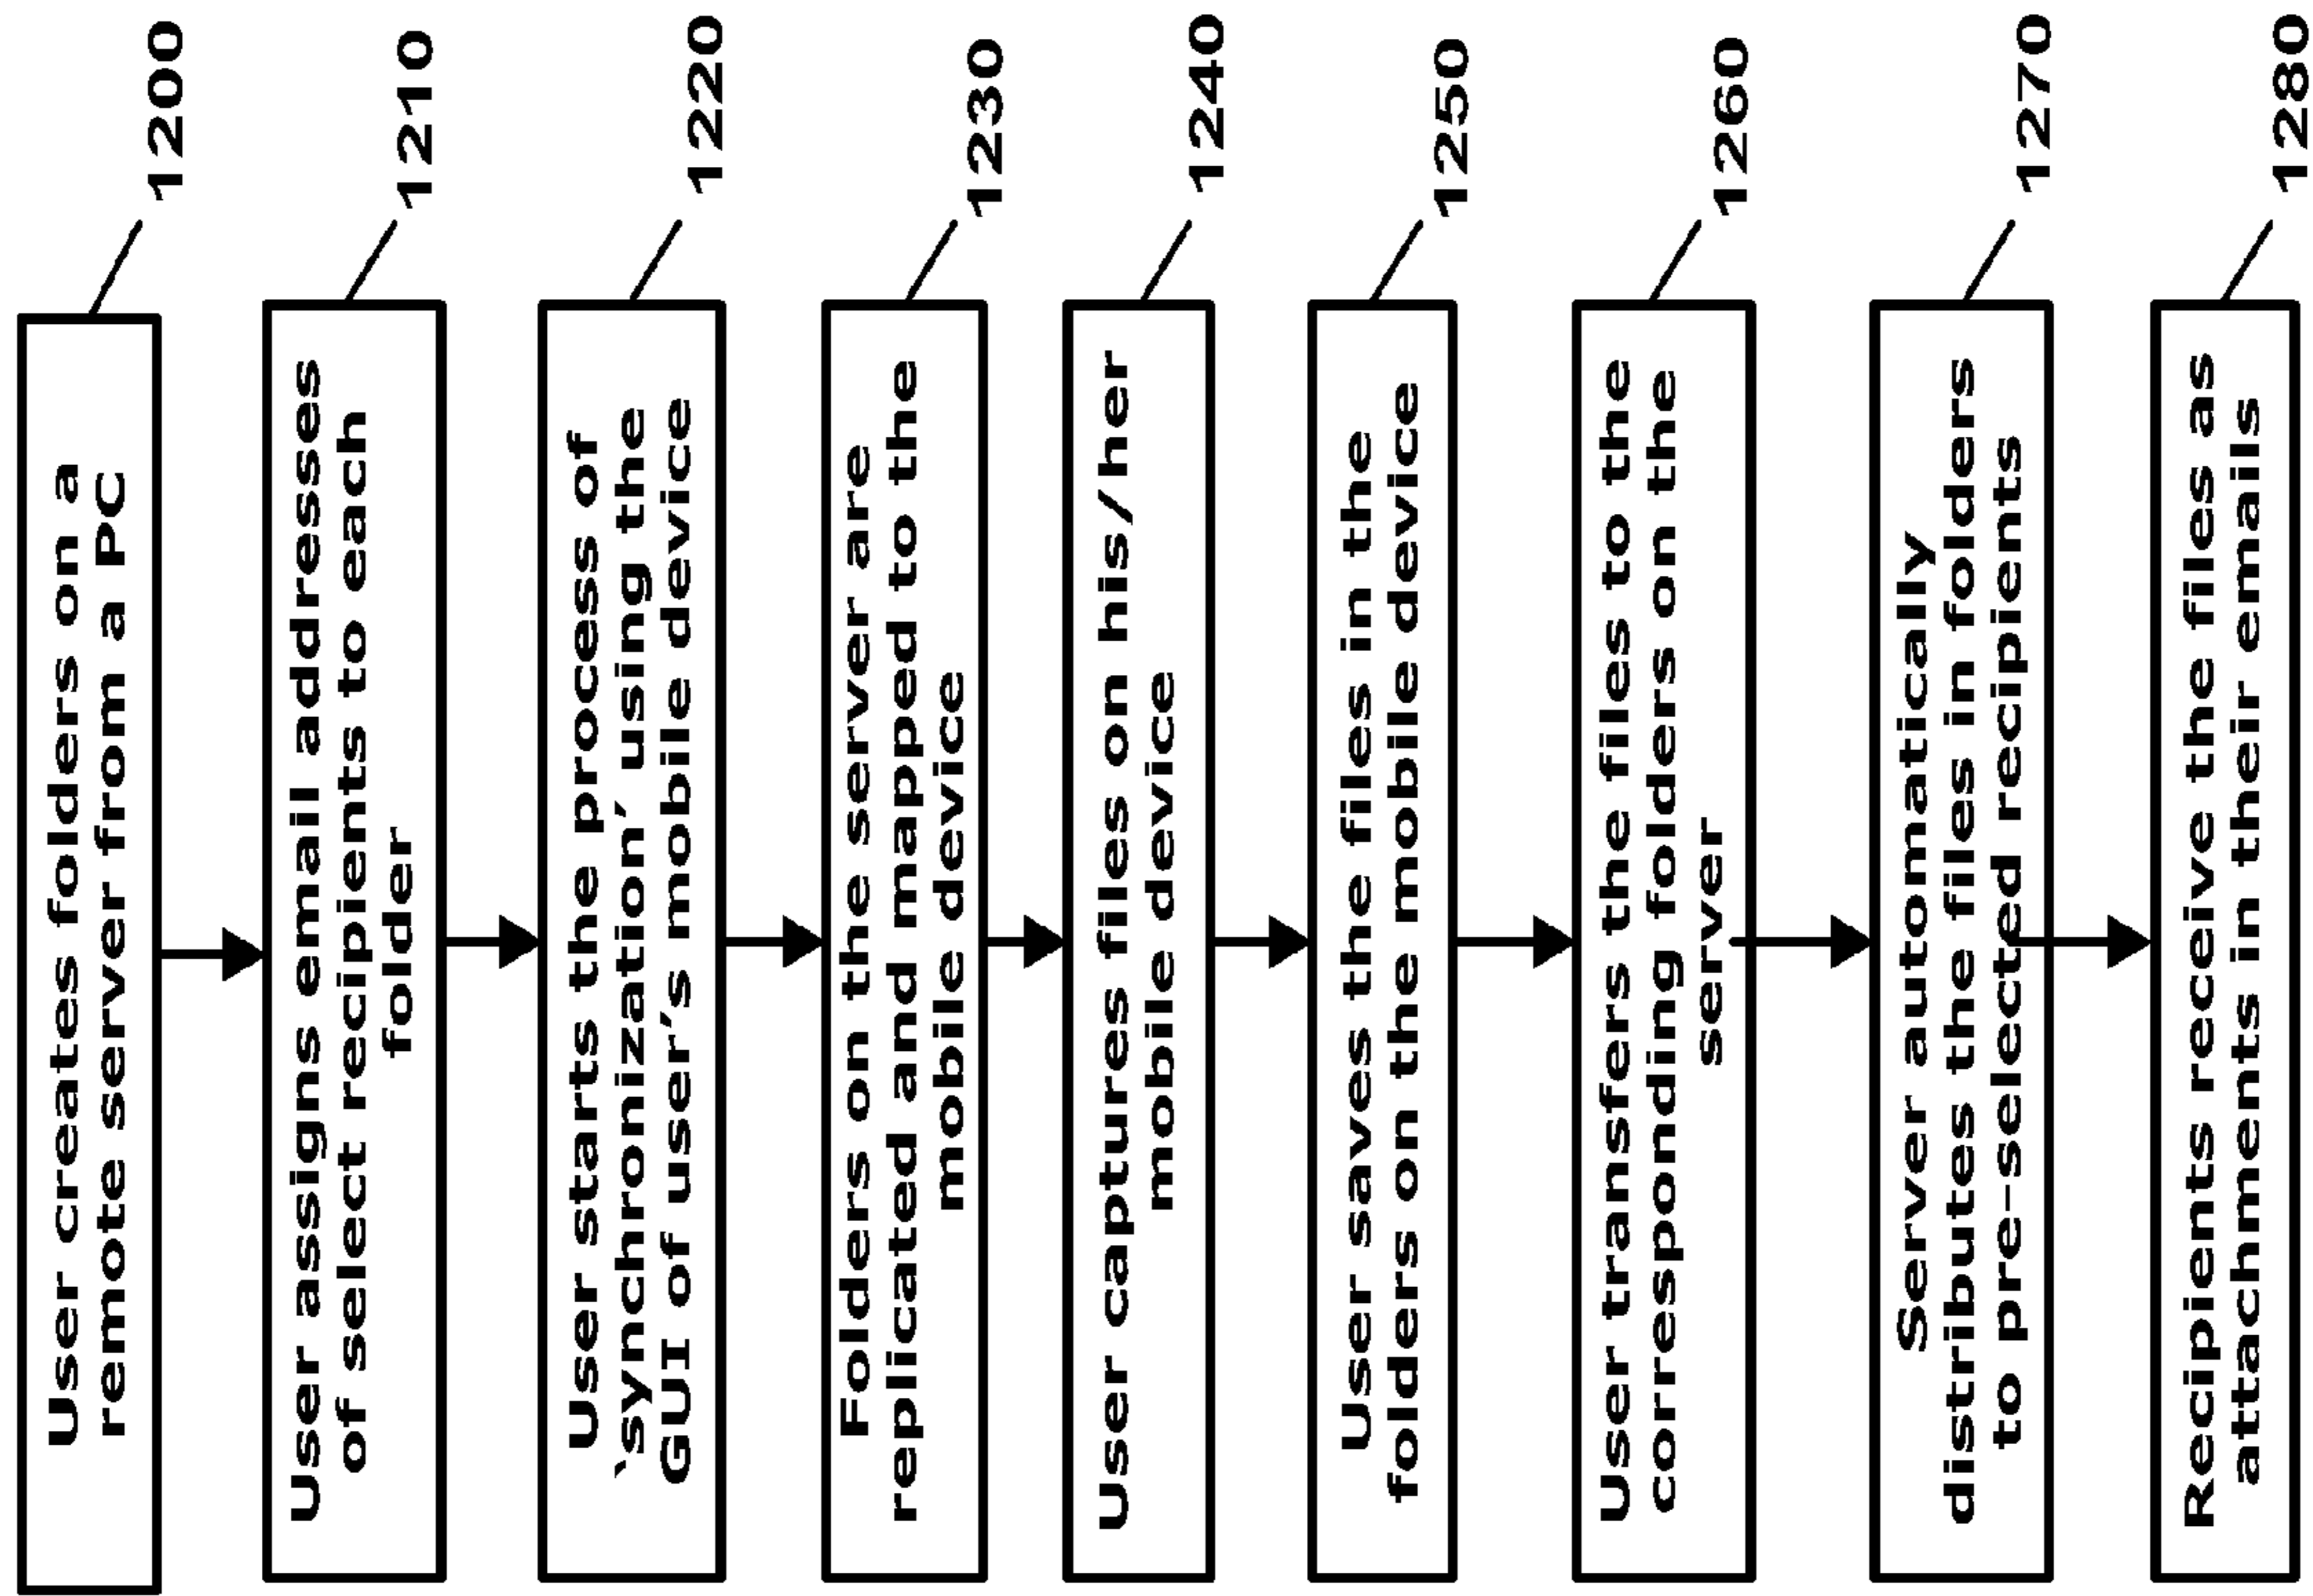 User creates folders on a
remote server from a PC
1200
User assigns email addresses
of select recipients to each
folder
1210
User starts the process of
‘synchronization’ using the
GUI of user’s mobile device
1220
Folders on the server are
replicated and mapped to the
mobile device
1230
User captures files on his/her
mobile device
1240
User saves the files in the
folders on the mobile device
1250
User transfers the files to the
corresponding folders on the
server
1260
Server automatically
distributes the files in folders
to pre-selected recipients
1270
Recipients receive the files as
attachments in their emails
1280